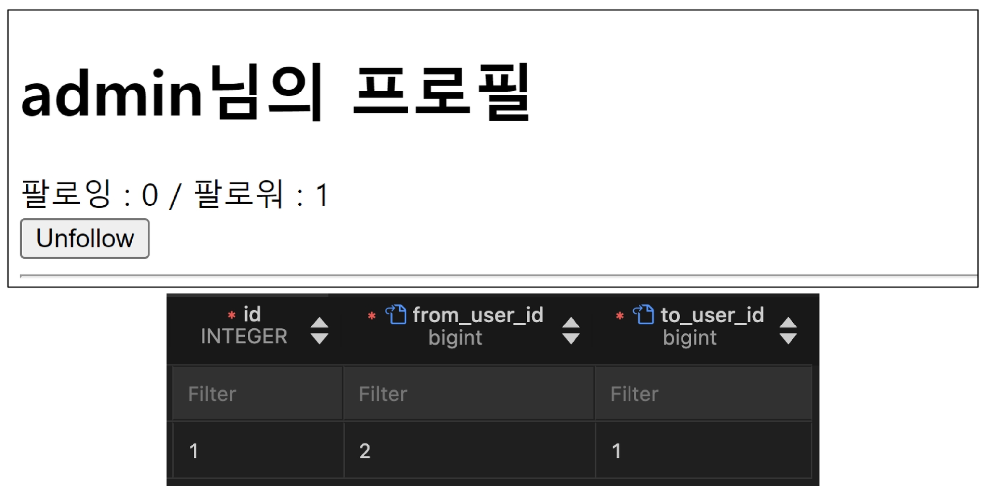 admin님의 프로필
팔로잉 : 0 / 팔로워 : 1
Unfollow
* id * from_user_id * to_user_id
INTEGER bigint bigint
Filter Filter Filter
1 2 1